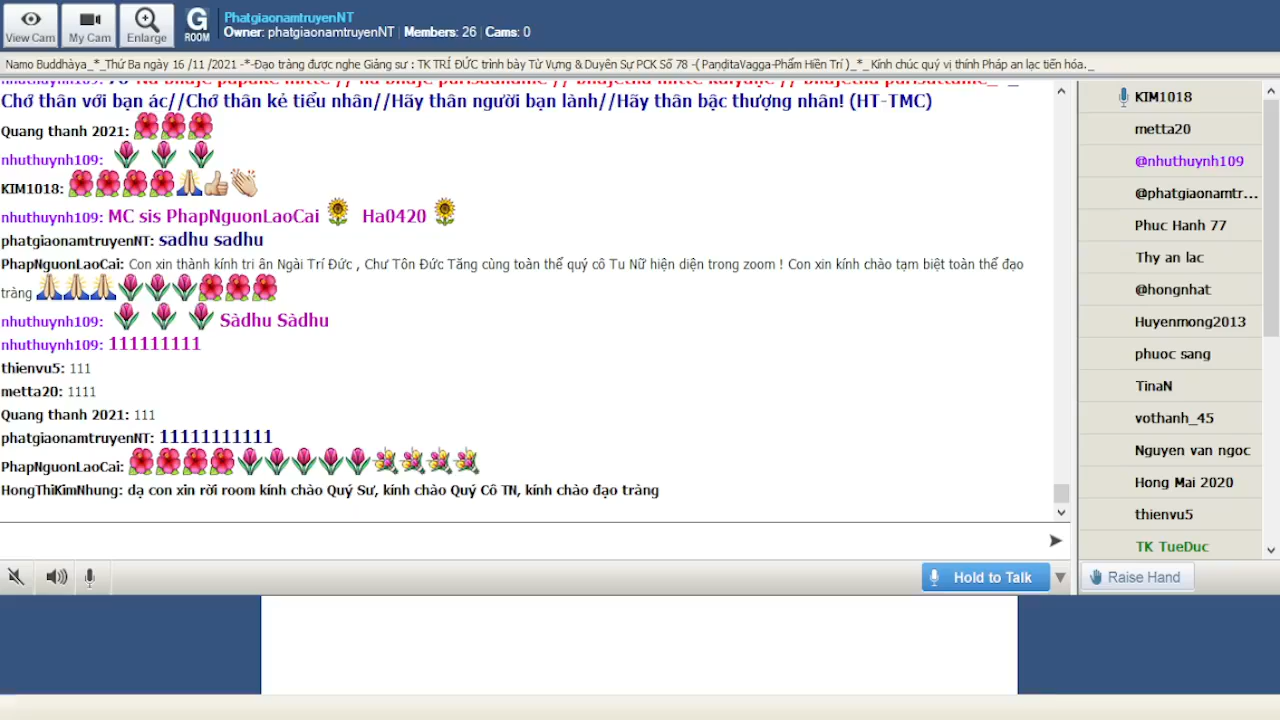 PhatgiaonamtruyenNT
Owner: phatgiaonamtruyenNT | Members: 26 | Cams: 0
View Cam
My Cam
Enlarge
G
ROOM
Namo Buddhàya_*_Thứ Ba ngày 16 /11 /2021 -*-Đạo tràng được nghe Giảng sư : TK TRÍ ĐỨC trình bày Từ Vựng & Duyên Sự PCK Số 78 -( PaṇḍitaVagga-Phẩm Hiền Trí )_*_ Kính chúc quý vị thính Pháp an lạc tiến hóa._
Chớ thân với bạn ác//Chớ thân kẻ tiểu nhân//Hãy thân người bạn lành//Hãy thân bậc thượng nhân! (HT-TMC)
Quang thanh 2021:
nhuthuynh109:
KIM1018:
nhuthuynh109: MC sis PhapNguonLaoCai Ha0420
phatgiaonamtruyenNT: sadhu sadhu
PhapNguonLaoCai: Con xin thành kính tri ân Ngài Trí Đức , Chư Tôn Đức Tăng cùng toàn thể quý cô Tu Nữ hiện diện trong zoom ! Con xin kính chào tạm biệt toàn thể đạo
tràng
nhuthuynh109: Sàdhu Sàdhu
nhuthuynh109: 111111111
thienvu5: 111
metta20: 1111
Quang thanh 2021: 111
phatgiaonamtruyenNT: 11111111111
PhapNguonLaoCai:
HongThiKimNhung: dạ con xin rời room kính chào Quý Sư, kính chào Quý Cô TN, kính chào đạo tràng
KIM1018
metta20
@nhuthuynh109
@phatgiaonamtr...
Phuc Hanh 77
Thy an lac
@hongnhat
Huyenmong2013
phuoc sang
TinaN
vothanh_45
Nguyen van ngoc
Hong Mai 2020
thienvu5
TK TueDuc
Hold to Talk
Raise Hand